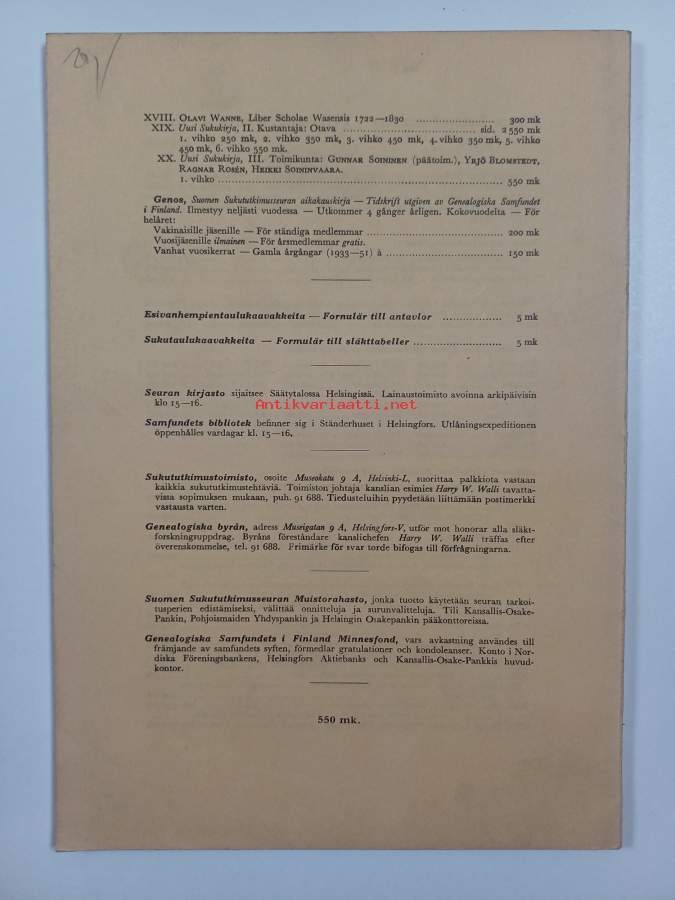 XVIII. OLAVI WANNE, Liber Scholae Wasensis 1722—1830 ........................ 300 mk
XIX. Uusi Sukukirja, II. Kustantaja: Otava ........................................ sid. 2 550 mk
1. vihko 250 mk, 2. vihko 350 mk, 3. vihko 450 mk, 4. vihko 350 mk, 5. vihko
450 mk, 6. vihko 550 mk.
XX. Uusi Sukukirja, III. Toimikunta: GUNNAR SOININEN (päätoim.), YRJÖ BLOMSTEDT,
RAGNAR ROSÉN, HEIKKI SOININVAARA.
1. vihko ........................................................................................ 550 mk
Genos, Suomen Sukututkimusseuran aikakauskirja — Tidskrift utgiven av Genealogiska Samfundet
i Finland. Ilmestyy neljästi vuodessa — Utkommer 4 gånger årligen. Kokovuodelta — För
helåret:
Vakinaisille jäsenille — För ständiga medlemmar .......................................... 200 mk
Vuosijäsenille ilmainen — För årsmedlemmar gratis.
Vanhat vuosikerrat — Gamla årgångar (1933—51) à ................................... 150 mk
Esivanhempientaulukaavakkeita — Fornulär till antavlor .................. 5 mk
Sukutaulukaavakkeita — Formulär till släkttabeller ........................... 5 mk
Seuran kirjasto sijaitsee Säätytalossa Helsingissä. Lainaustoimisto avoinna arkipäivisin
klo 15—16.
Antikvariaatti.net
Samfundets bibliotek befinner sig i Ständerhuset i Helsingfors. Utlåningsexpeditionen
öppenhålles vardagar kl. 15—16.
Sukututkimustoimisto, osoite Museokatu 9 A, Helsinki-L, suorittaa palkkiota vastaan
kaikkia sukututkimustehtäviä. Toimiston johtaja kanslian esimies Harry W. Walli tavatta-
vissa sopimuksen mukaan, puh. 91 688. Tiedusteluihin pyydetään liittämään postimerkki
vastausta varten.
Genealogiska byrån, adress Museigatan 9 A, Helsingfors-V, utför mot honorar alla släkt-
forskningsuppdrag. Byråns föreståndare kanslichefen Harry W. Walli träffas efter
överenskommelse, tel. 91 688. Frimärke för svar torde bifogas till förfrågningarna.
Suomen Sukututkimusseuran Muistorahasto, jonka tuotto käytetään seuran tarkoi-
tusperien edistämiseksi, välittää onnitteluja ja surunvalitteluja. Tili Kansallis-Osake-
Pankin, Pohjoismaiden Yhdyspankin ja Helsingin Osakepankin pääkonttoreissa.
Genealogiska Samfundets i Finland Minnesfond, vars avkastning användes till
främjande av samfundets syften, förmedlar gratulationer och kondoleanser. Konto i Nor-
diska Föreningsbankens, Helsingfors Aktiebanks och Kansallis-Osake-Pankkis huvud-
kontor.
550 mk.